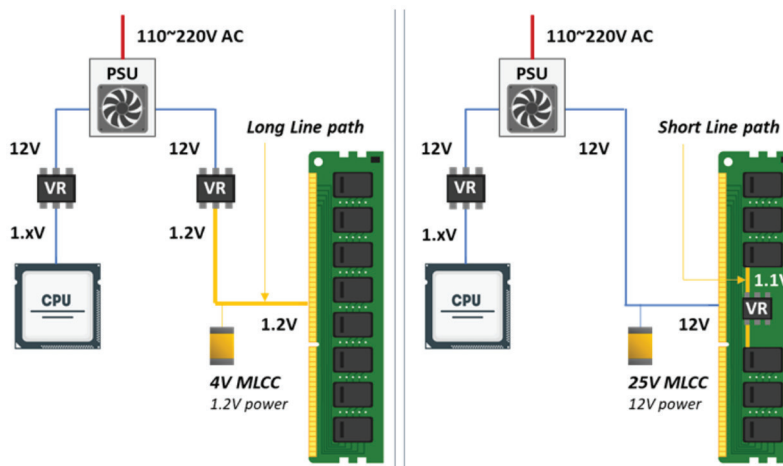 110~220V AC
PSU
Long Line path
12V
12V
VR
VR
1.xV
1.2V
CPU
1.2V
4V MLCC
1.2V power
110~220V AC
PSU
Short Line path
12V
12V
VR
1.xV
1.1V
VR
CPU
12V
25V MLCC
12V power